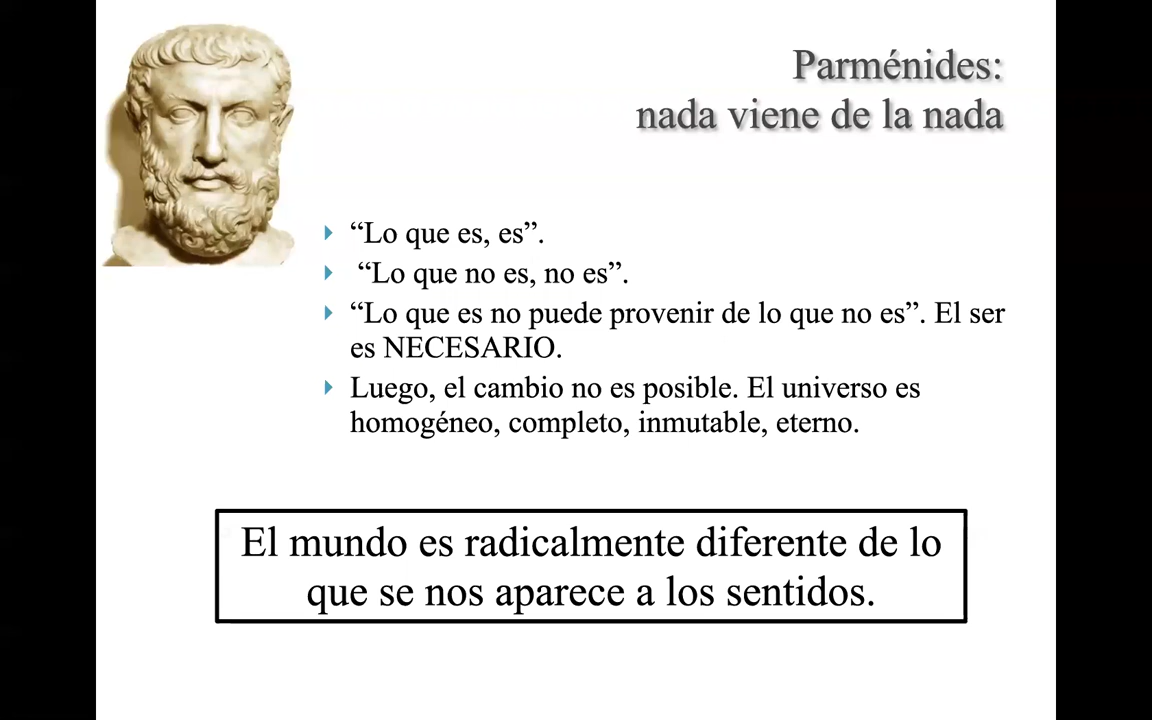 Parménides:
nada viene de la nada
“Lo que es, es”.
“Lo que no es, no es”.
“Lo que es no puede provenir de lo que no es”. El ser
es NECESARIO.
Luego, el cambio no es posible. El universo es
homogéneo, completo, inmutable, eterno.
El mundo es radicalmente diferente de lo
que se nos aparece a los sentidos.